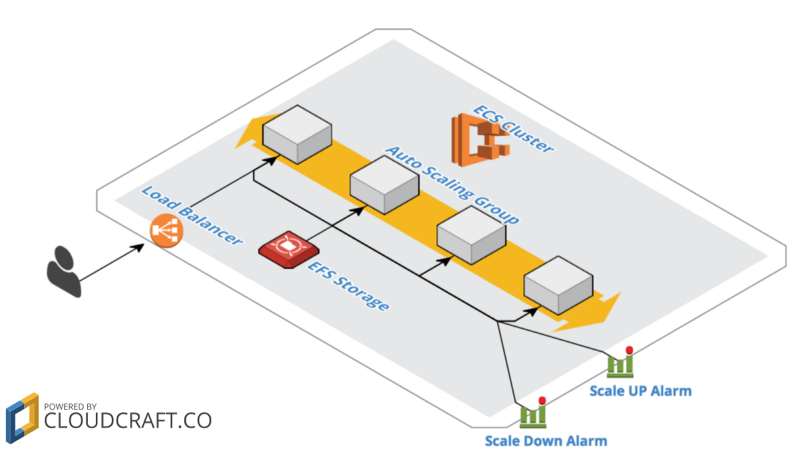 ECS Cluster
Auto Scaling Group
Load Balancer
EFS Storage
Scale UP Alarm
Scale Down Alarm
POWERED BY
CLOUDCRAFT.CO